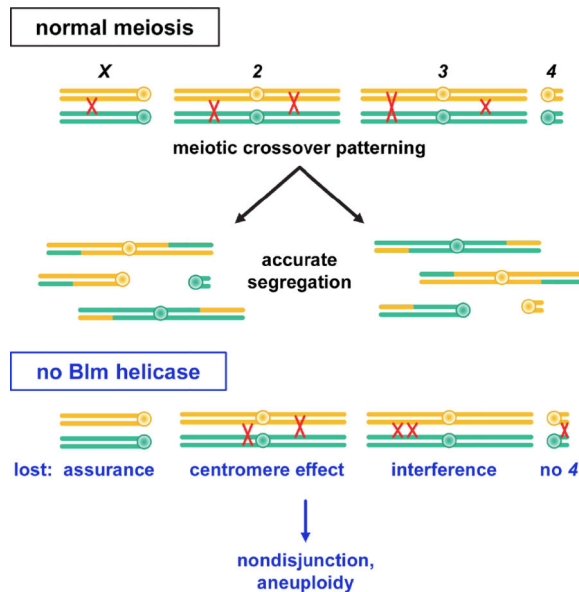 normal meiosis
X 2 3 4
meiotic crossover patterning
accurate
segregation
no Blm helicase
lost: assurance centromere effect interference no 4
nondisjunction,
aneuploidy